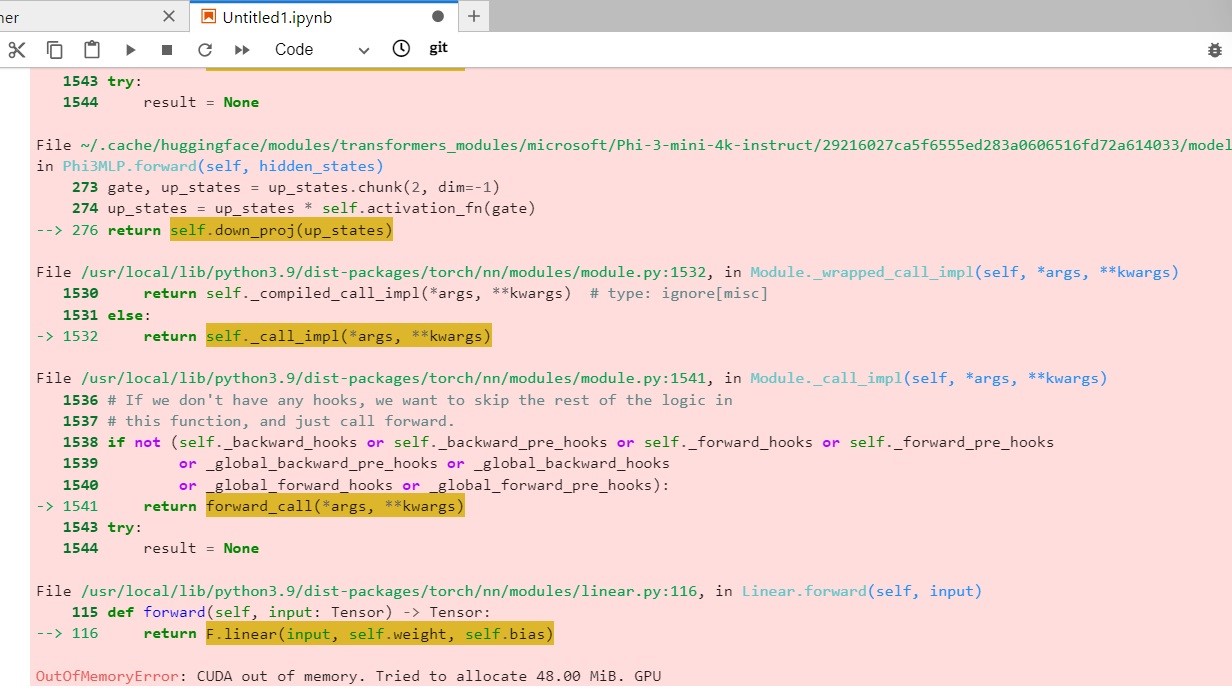 ner
Untitled1.ipynb
Code
git
1543 try:
1544     result = None
File ~/.cache/huggingface/modules/transformers_modules/microsoft/Phi-3-mini-4k-instruct/29216027ca5f6555ed283a0606516fd72a614033/model
in Phi3MLP.forward(self, hidden_states)
273 gate, up_states = up_states.chunk(2, dim=-1)
274 up_states = up_states * self.activation_fn(gate)
--> 276 return self.down_proj(up_states)
File /usr/local/lib/python3.9/dist-packages/torch/nn/modules/module.py:1532, in Module._wrapped_call_impl(self, *args, **kwargs)
1530     return self._compiled_call_impl(*args, **kwargs)  # type: ignore[misc]
1531 else:
-> 1532     return self._call_impl(*args, **kwargs)
File /usr/local/lib/python3.9/dist-packages/torch/nn/modules/module.py:1541, in Module._call_impl(self, *args, **kwargs)
1536 # If we don't have any hooks, we want to skip the rest of the logic in
1537 # this function, and just call forward.
1538 if not (self._backward_hooks or self._backward_pre_hooks or self._forward_hooks or self._forward_pre_hooks
1539         or _global_backward_pre_hooks or _global_backward_hooks
1540         or _global_forward_hooks or _global_forward_pre_hooks):
-> 1541     return forward_call(*args, **kwargs)
1543 try:
1544     result = None
File /usr/local/lib/python3.9/dist-packages/torch/nn/modules/linear.py:116, in Linear.forward(self, input)
115 def forward(self, input: Tensor) -> Tensor:
--> 116     return F.linear(input, self.weight, self.bias)
OutOfMemoryError: CUDA out of memory. Tried to allocate 48.00 MiB. GPU